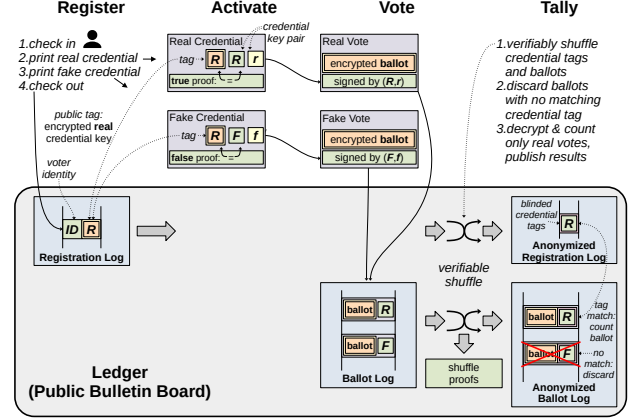 Register
Activate
Vote
Tally
1.check in
2.print real credential
3.print fake credential
4.check out
public tag:
encrypted real
credential key
voter
identity
ID R
Registration Log
credential
key pair
Real Credential
tag R R r
true proof: =
Fake Credential
tag R F f
false proof: =
Real Vote
encrypted ballot
signed by (R,r)
Fake Vote
encrypted ballot
signed by (F,f)
1.verifiably shuffle
credential tags
and ballots
2.discard ballots
with no matching
credential tag
3.decrypt & count
only real votes,
publish results
blinded
credential
tags
R
Anonymized
Registration Log
verifiable
shuffle
ballot R
ballot F
Ballot Log
shuffle
proofs
ballot R
ballot F
tag
match:
count
ballot
no
match:
discard
Anonymized
Ballot Log
Ledger
(Public Bulletin Board)